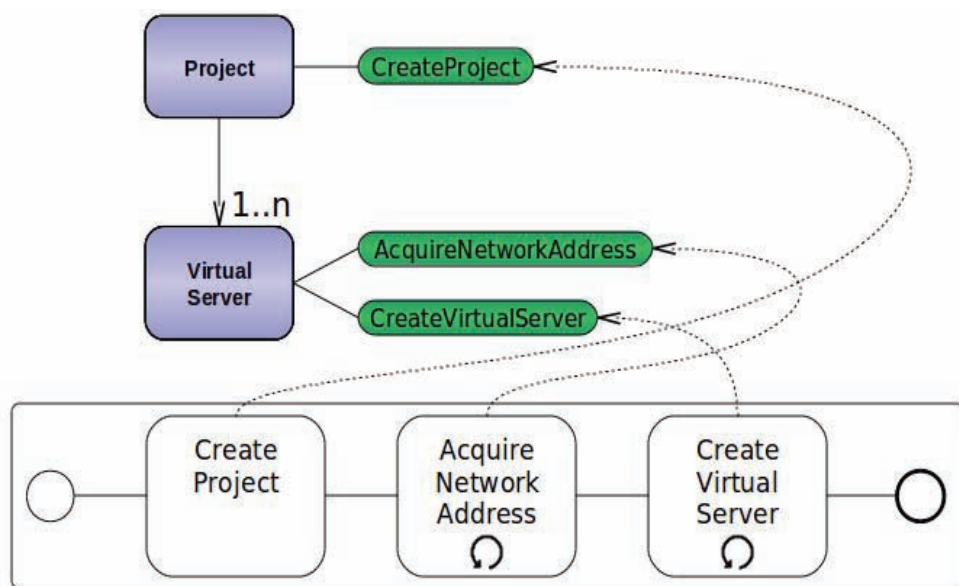 Project
CreateProject
1..n
Virtual
Server
AcquireNetworkAddress
CreateVirtualServer
Create
Project
Acquire
Network
Address
Create
Virtual
Server